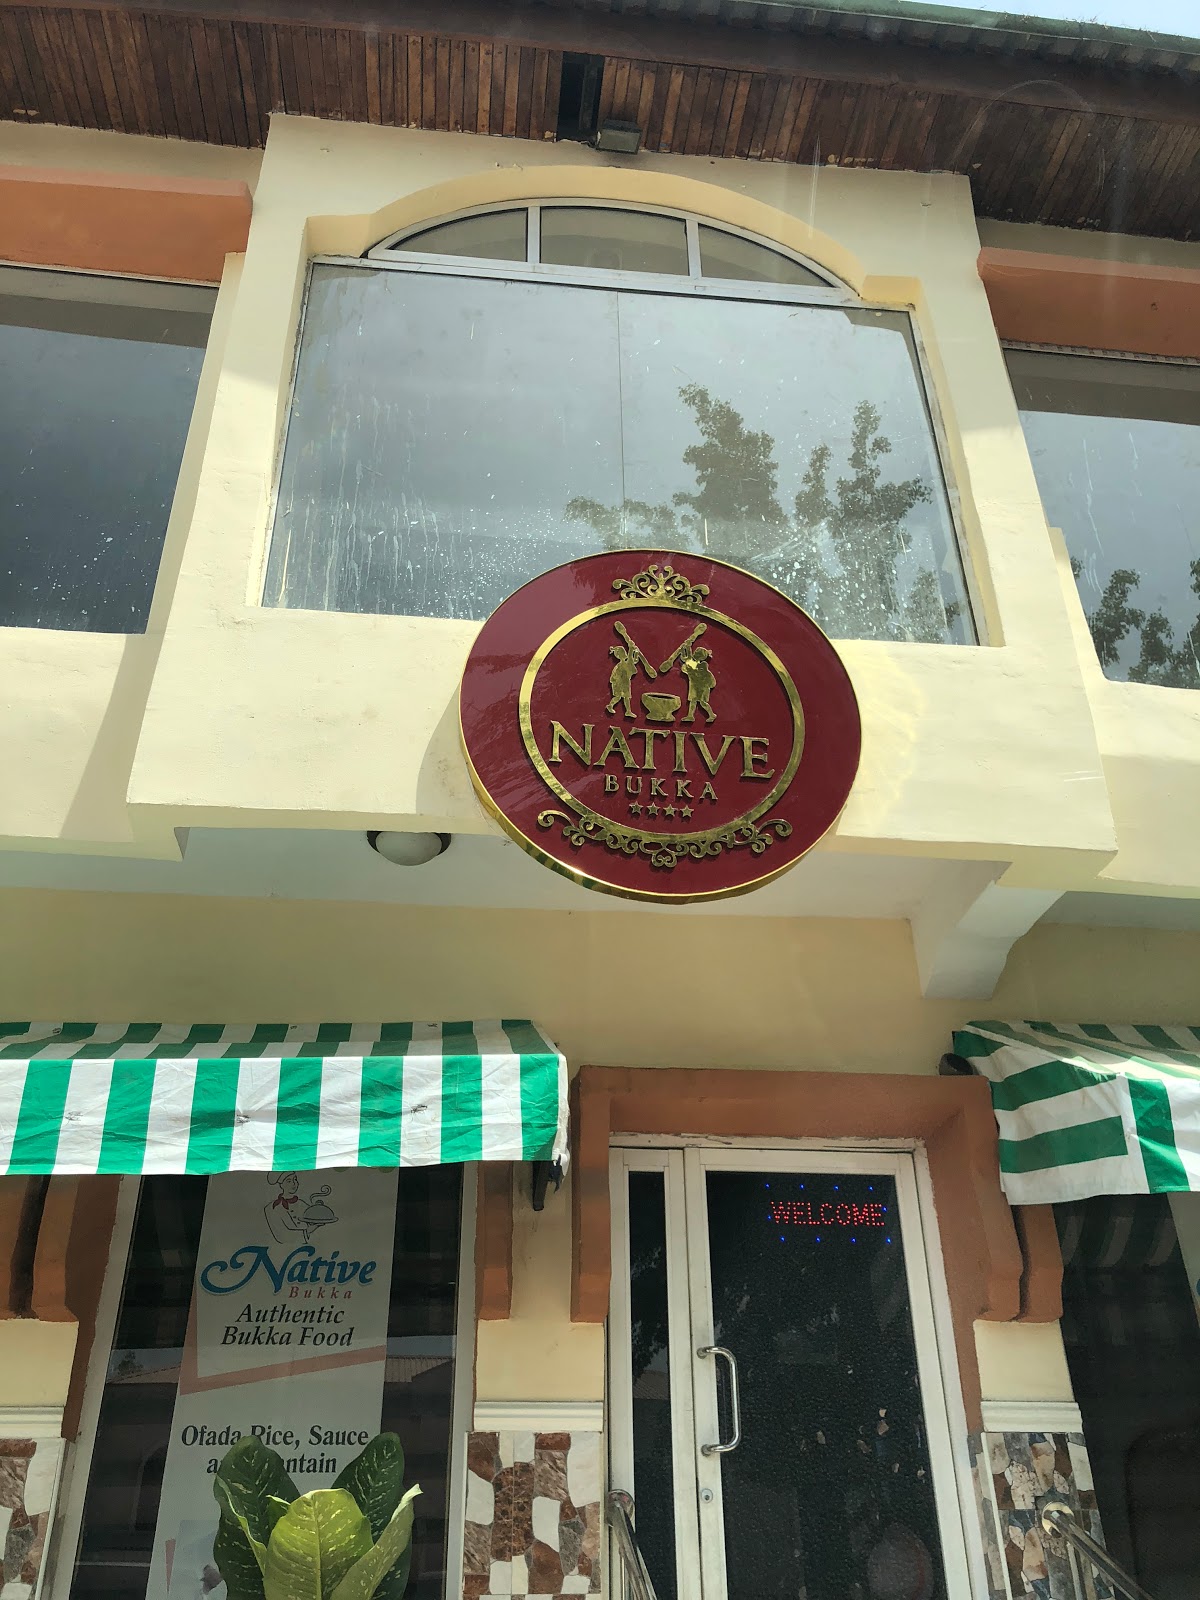 NATIVE
BUKKA
WELCOME
Native
Bukka
Authentic
Bukka Food
Ofada Rice, Sauce